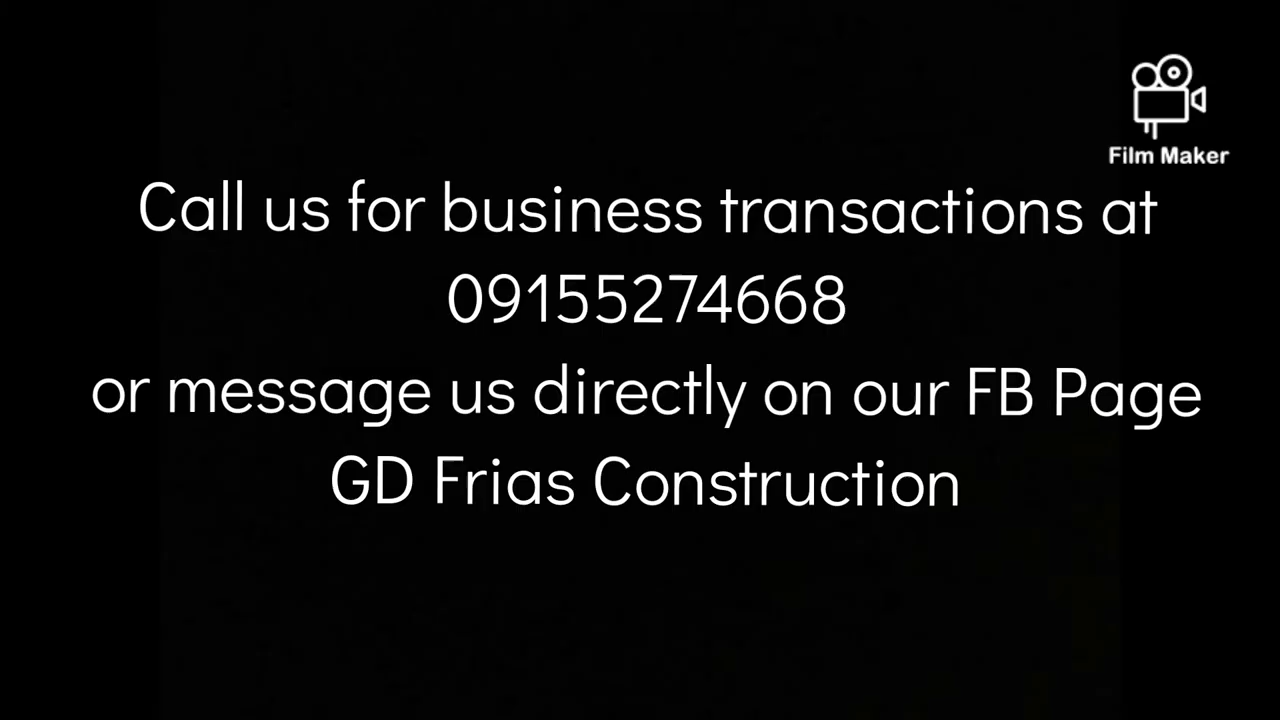 Film Maker
Call us for business transactions at
09155274668
or message us directly on our FB Page
GD Frias Construction